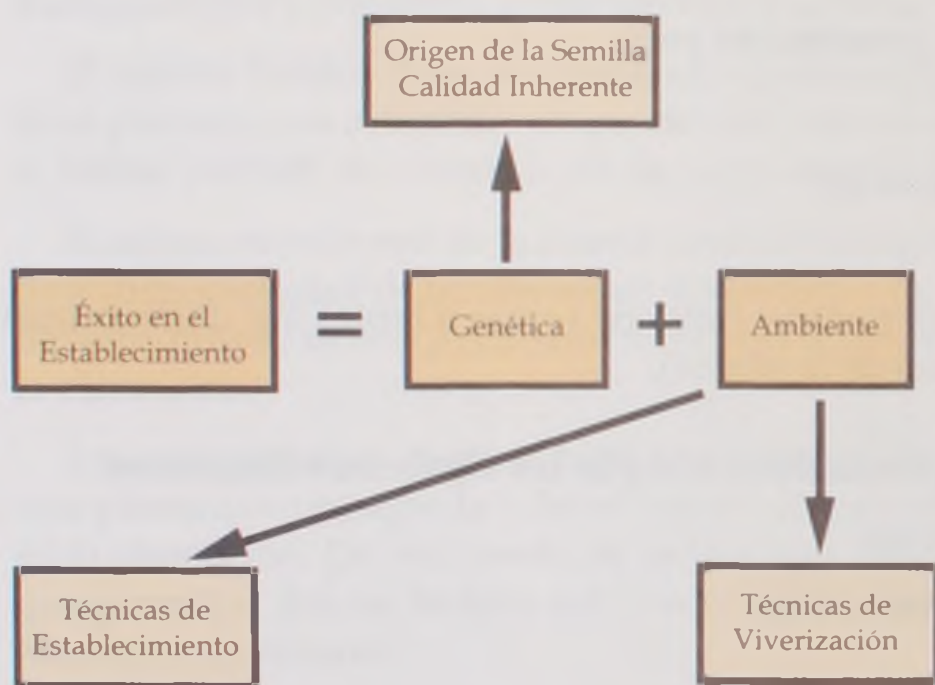 Origen de la Semilla
Calidad Inherente
Éxito en el
Establecimiento
=
Genética
+
Ambiente
Técnicas de
Establecimiento
Técnicas de
Viverización